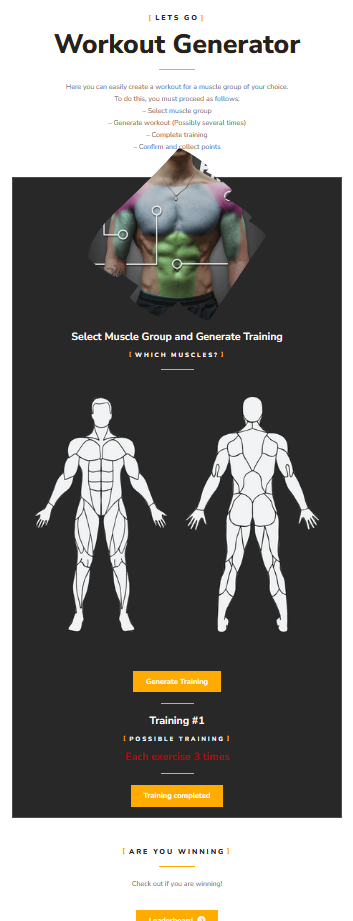 [ LETS GO ]
Workout Generator
Here you can easily create a workout for a muscle group of your choice.
To do this, you must proceed as follows:
– Select muscle group
– Generate workout (Possibly several times)
– Complete training
– Confirm and collect points
Select Muscle Group and Generate Training
[ WHICH MUSCLES? ]
Generate Training
Training #1
[ POSSIBLE TRAINING ]
Each exercise 3 times
Training completed
[ ARE YOU WINNING ]
Check out if you are winning!
Leaderboard